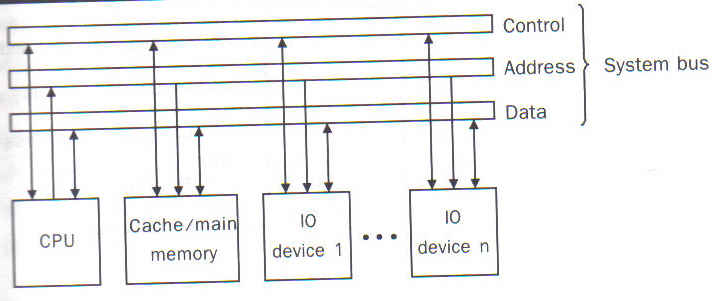 Control
Address
System bus
Data
CPU
Cache/main
memory
IO
device 1
IO
device n